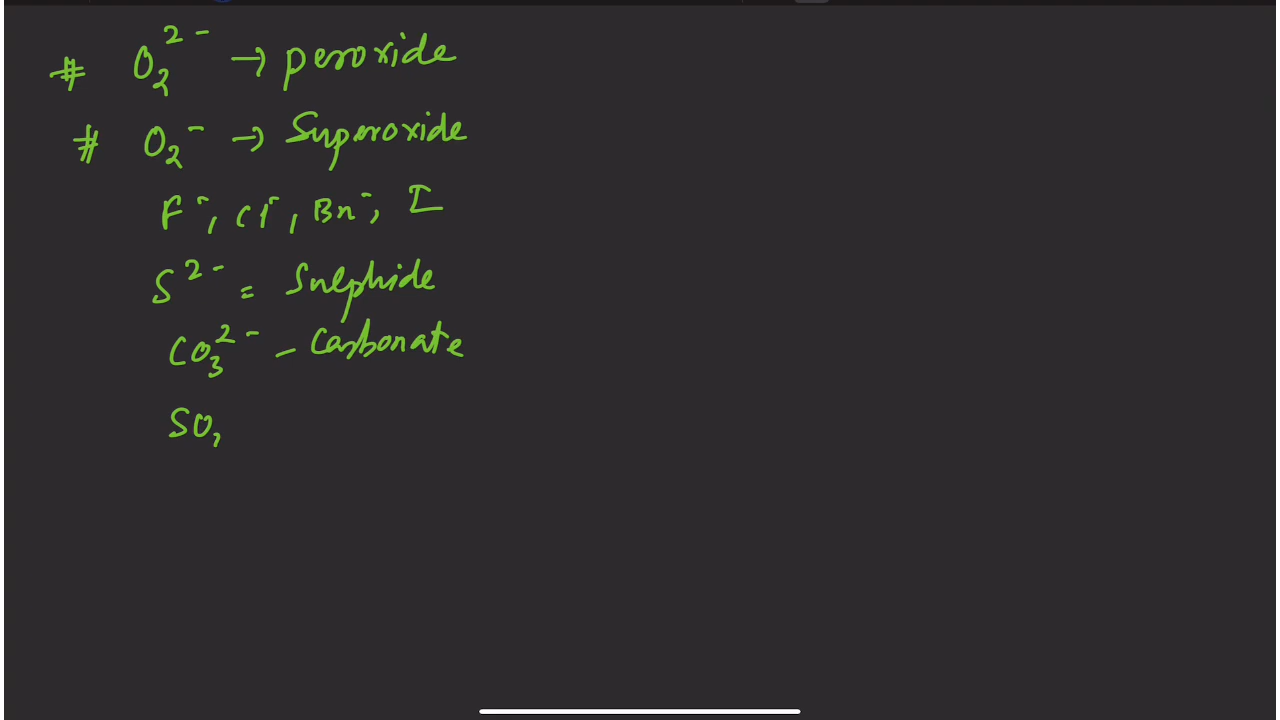 # O₂²⁻ → peroxide
# O₂⁻ → Superoxide
F⁻, Cl⁻, Br⁻, I
S²⁻ = Sulphide
CO₃²⁻ - Carbonate
SO,